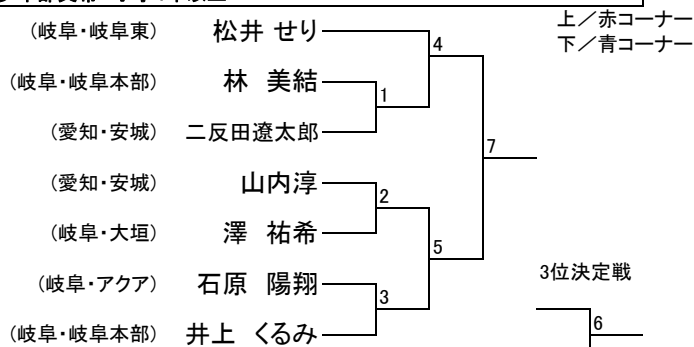 上／赤コーナー
下／青コーナー
(岐阜・岐阜東) 松井 せり
4
(岐阜・岐阜本部) 林 美結
1
(愛知・安城) 二反田遼太郎
7
(愛知・安城) 山内淳
2
(岐阜・大垣) 澤 祐希
5
3位決定戦
(岐阜・アクア) 石原 陽翔
3
6
(岐阜・岐阜本部) 井上 くるみ